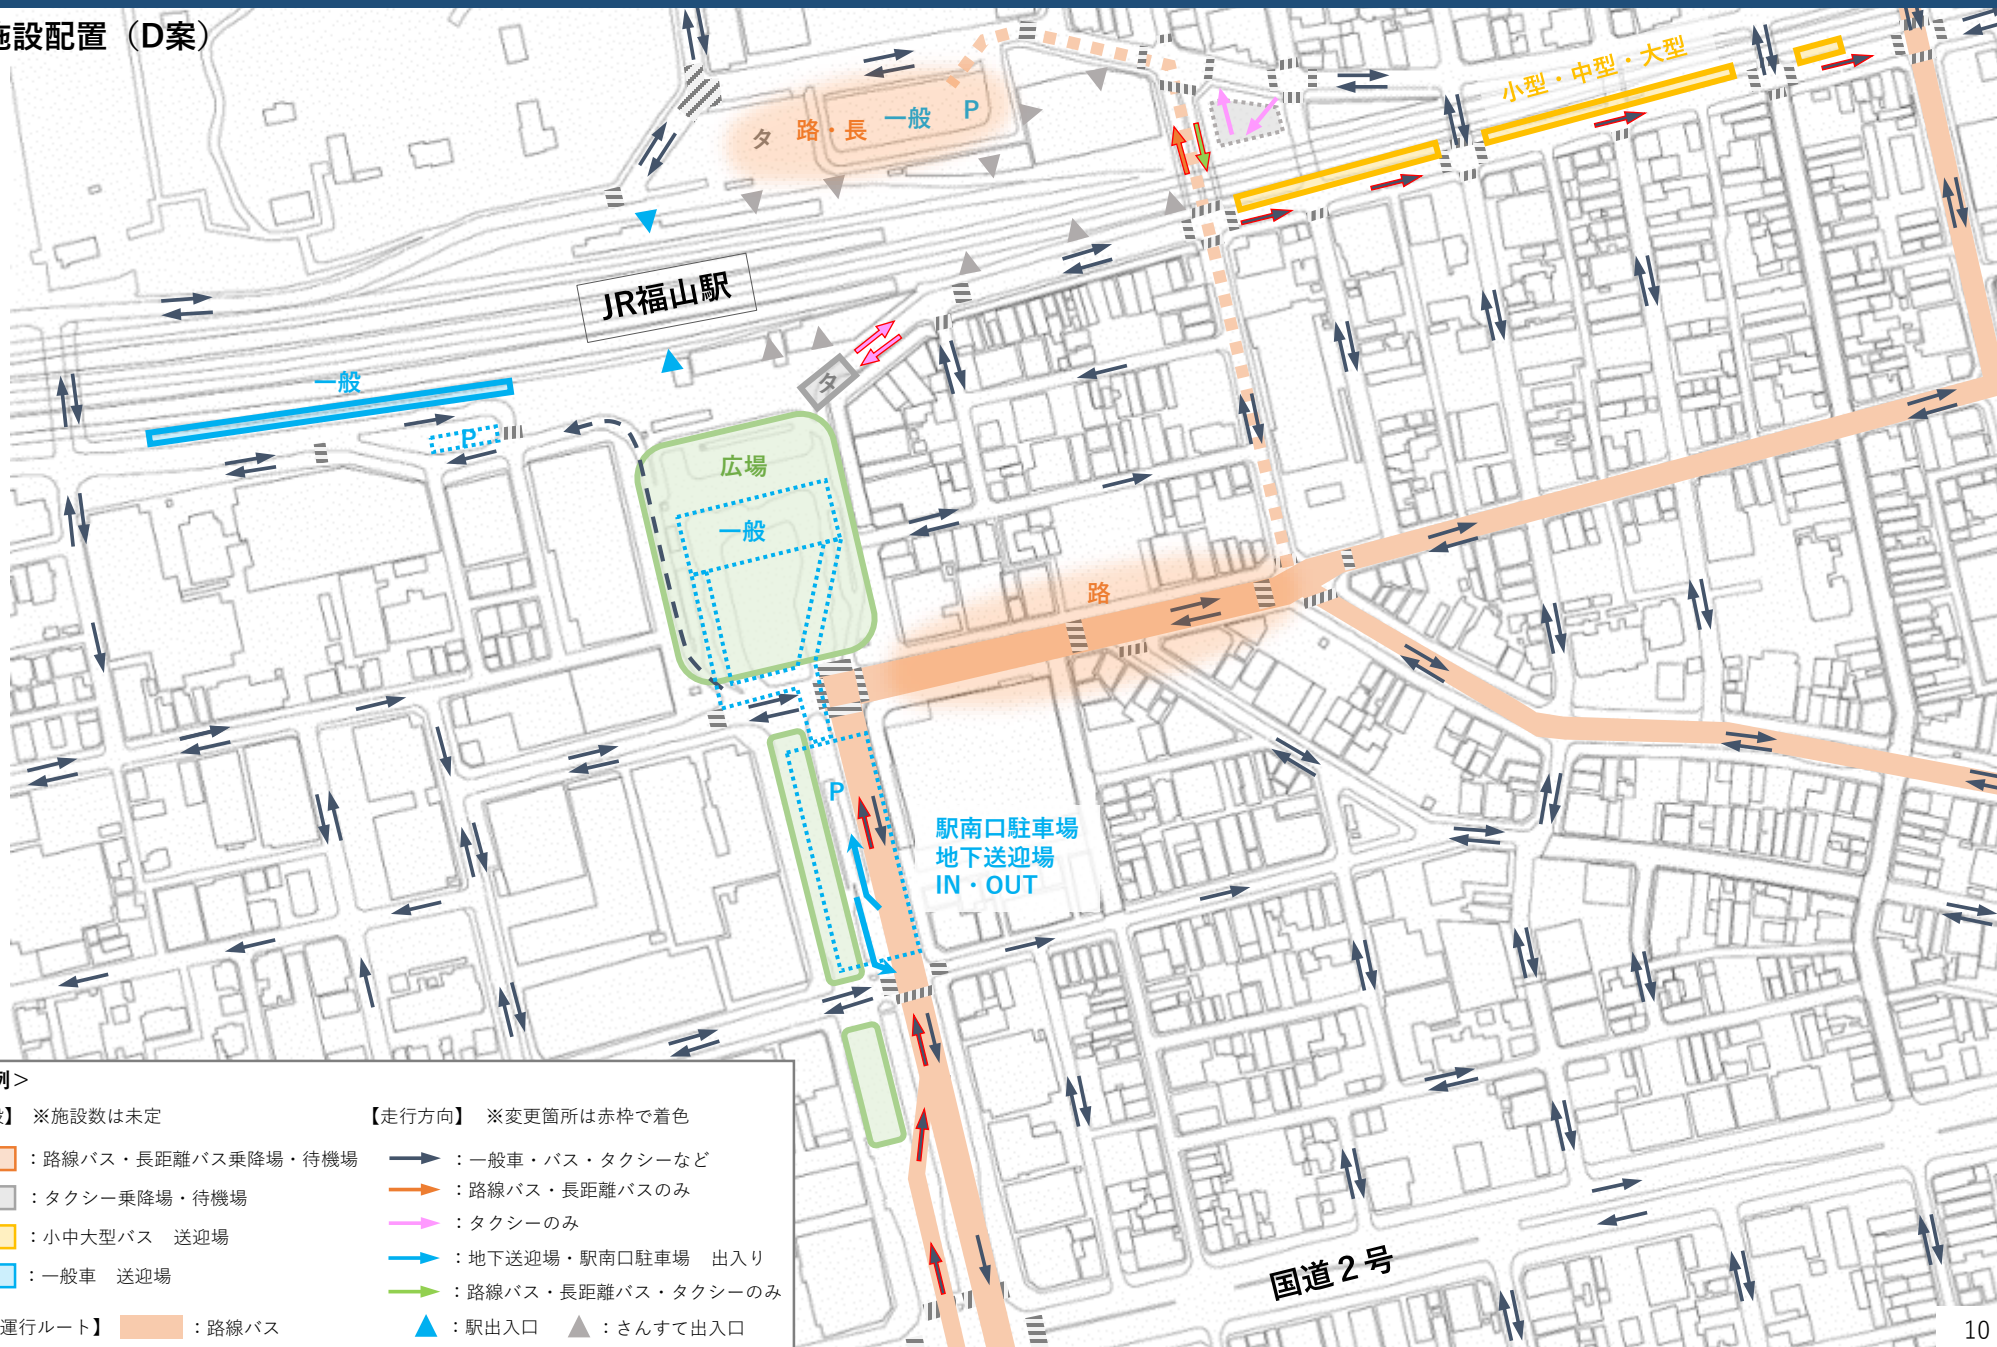 施設配置（D案）
小型・中型・大型
タ
路・長
一般
P
JR福山駅
一般
タ
P
広場
一般
路
P
駅南口駐車場
地下送迎場
IN・OUT
国道２号
例＞
】 ※施設数は未定
：路線バス・長距離バス乗降場・待機場
：タクシー乗降場・待機場
：小中大型バス　送迎場
：一般車　送迎場
運行ルート】
：路線バス
【走行方向】 ※変更箇所は赤枠で着色
：一般車・バス・タクシーなど
：路線バス・長距離バスのみ
：タクシーのみ
：地下送迎場・駅南口駐車場　出入り
：路線バス・長距離バス・タクシーのみ
：駅出入口
：さんすて出入口
10